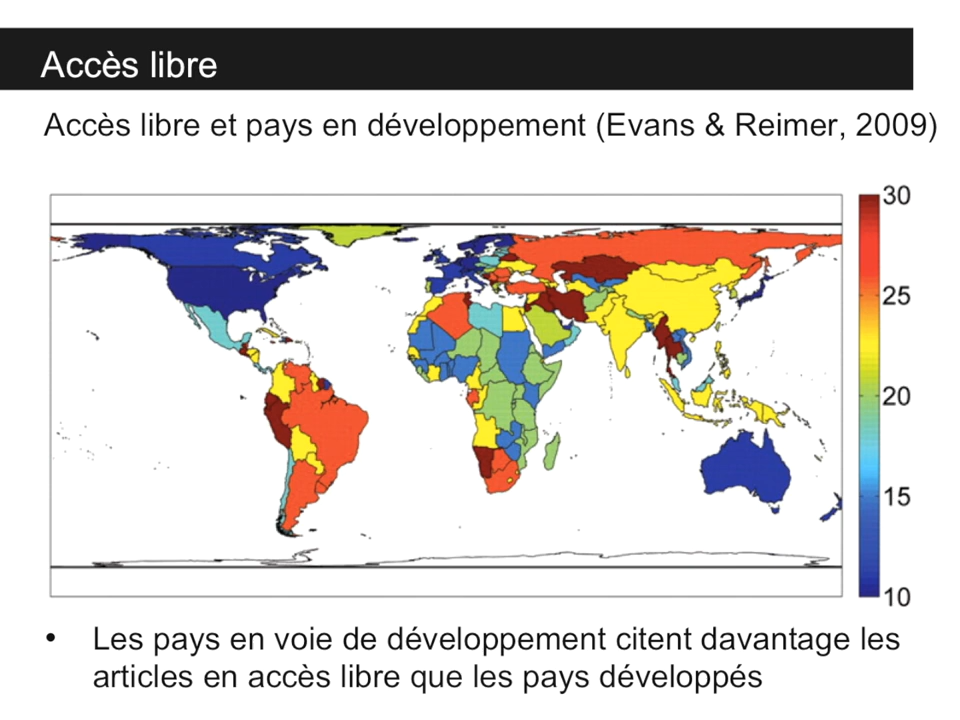 Accès libre
Accès libre et pays en développement (Evans & Reimer, 2009)
30
25
20
15
10
• Les pays en voie de développement citent davantage les
articles en accès libre que les pays développés